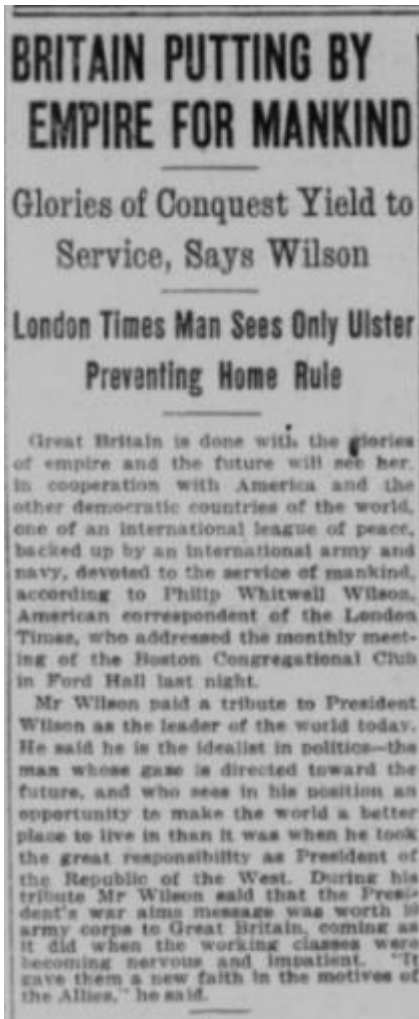 BRITAIN PUTTING BY
EMPIRE FOR MANKIND
Glories of Conquest Yield to
Service, Says Wilson
London Times Man Sees Only Ulster
Preventing Home Rule
Great Britain is done with the glories
of empire and the future will see her,
in cooperation with America and the
other democratic countries of the world,
one of an international league of peace,
backed up by an international army and
navy, devoted to the service of mankind,
according to Philip Whitwell Wilson,
American correspondent of the London
Times, who addressed the monthly meet-
ing of the Boston Congregational Club
in Ford Hall last night.
Mr Wilson paid a tribute to President
Wilson as the leader of the world today.
He said he is the idealist in politics—the
man whose gaze is directed toward the
future, and who sees in his position an
opportunity to make the world a better
place to live in than it was when he took
the great responsibility as President of
the Republic of the West. During his
tribute Mr Wilson said that the Presi-
dent's war aims message was worth 10
army corps to Great Britain, coming as
it did when the working classes were
becoming nervous and impatient. "It
gave them a new faith in the motives of
the Allies," he said.